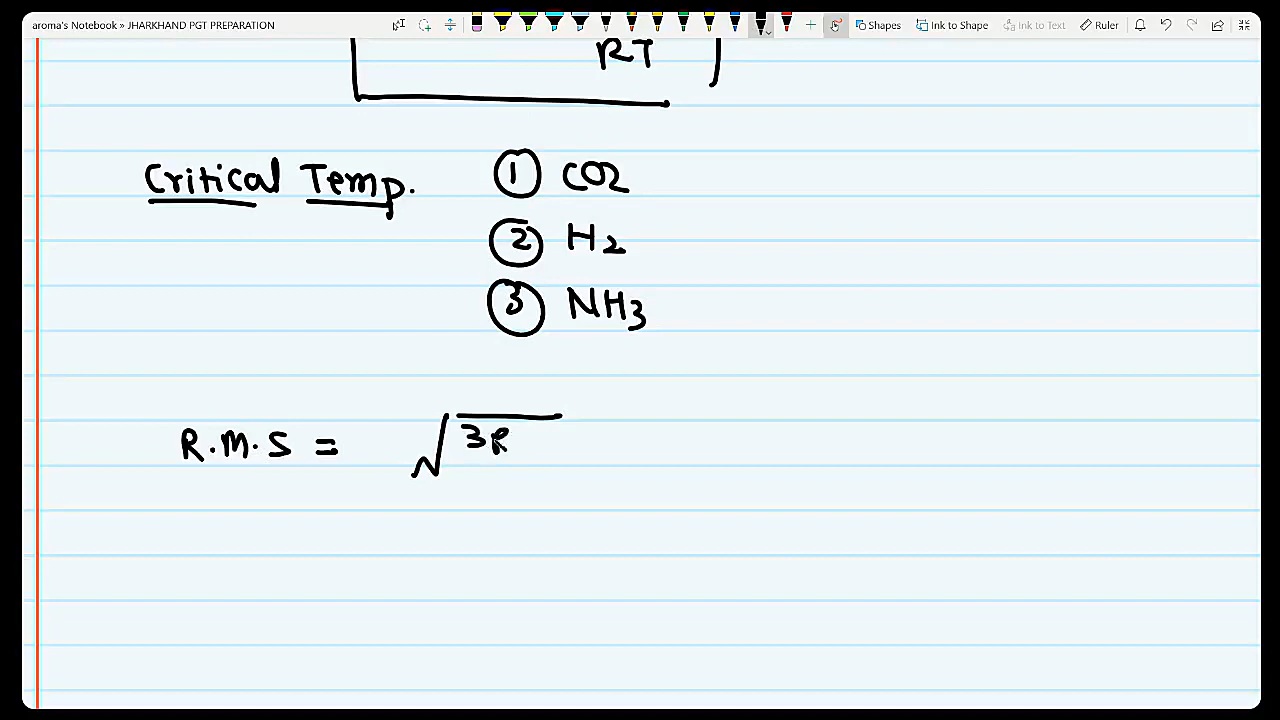 aroma's Notebook » JHARKHAND PGT PREPARATION Shapes Ink to Shape Ink to Text Ruler
RT
Critical Temp. 1 CO2
2 H2
3 NH3
R.M.S = √3R